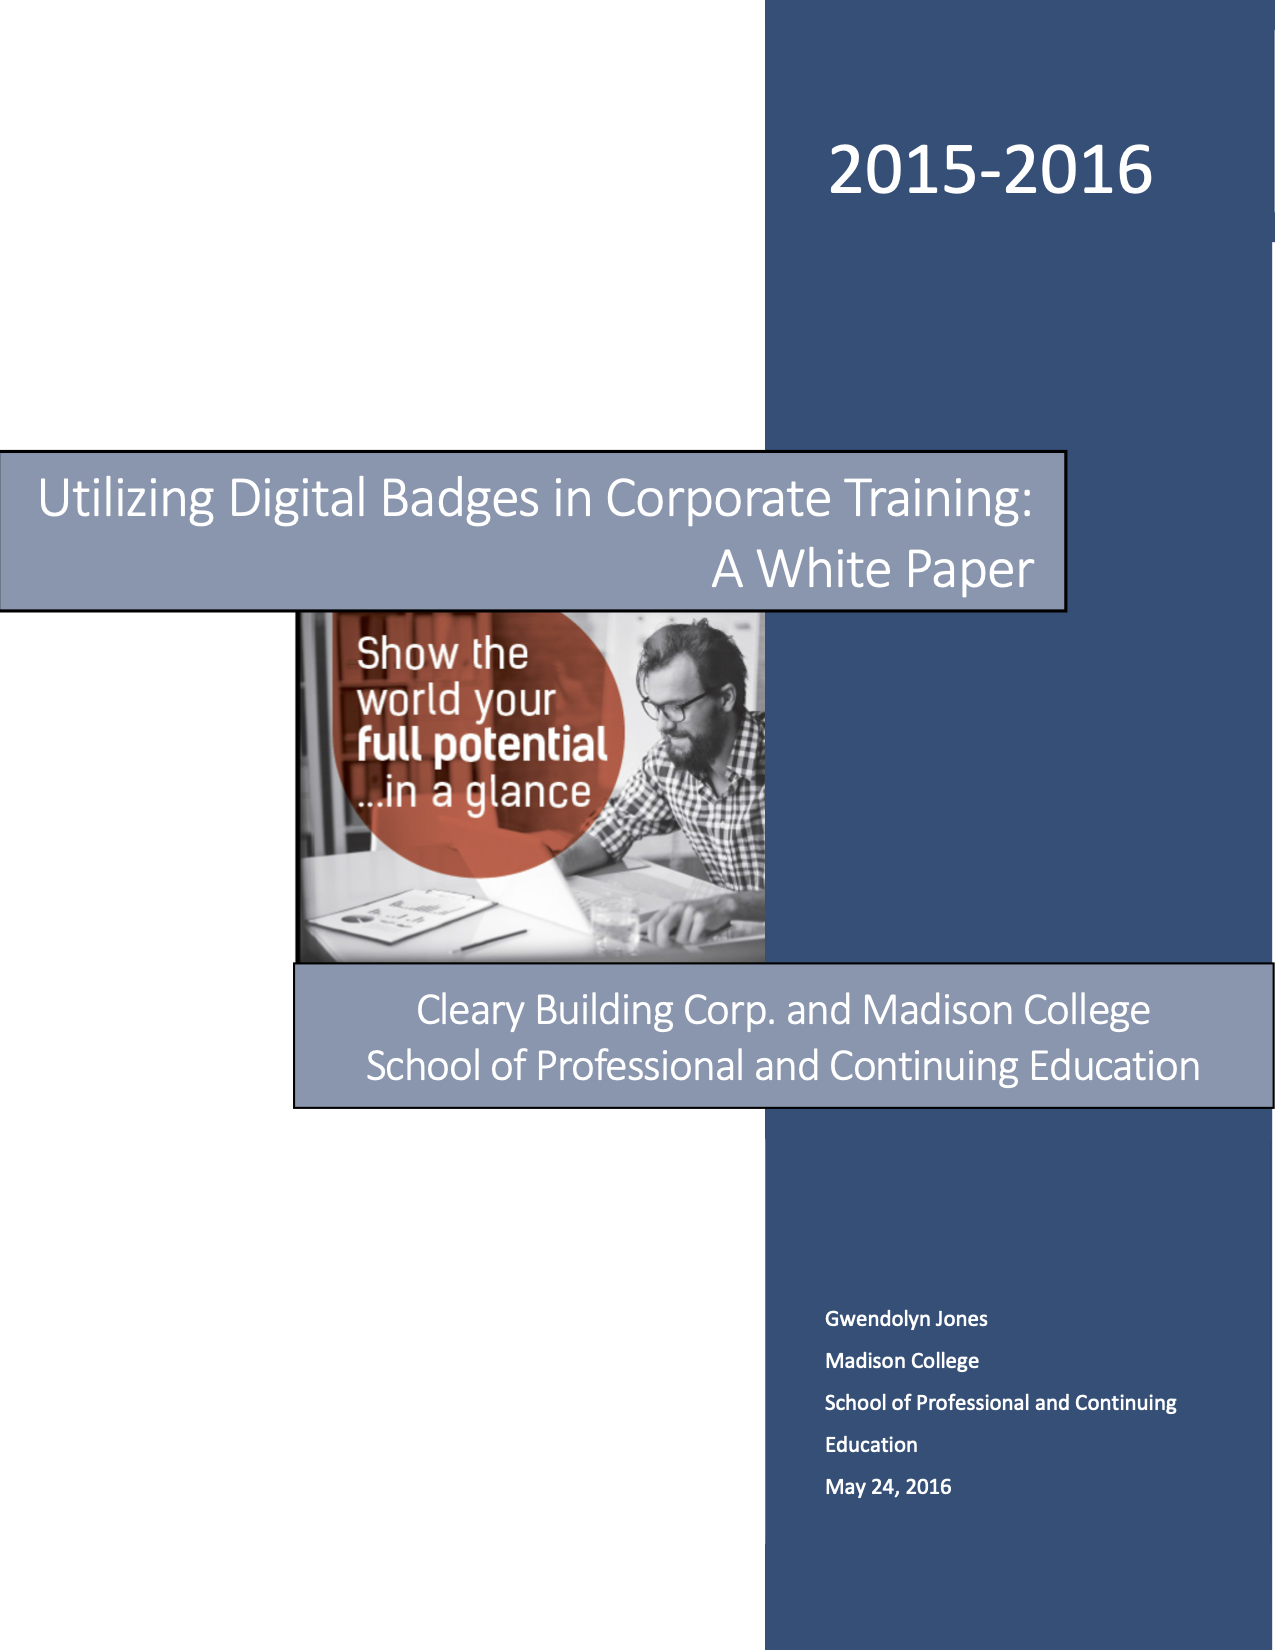 2015-2016
Utilizing Digital Badges in Corporate Training:
A White Paper
Show the
world your
full potential
...in a glance
Cleary Building Corp. and Madison College
School of Professional and Continuing Education
Gwendolyn Jones
Madison College
School of Professional and Continuing
Education
May 24, 2016